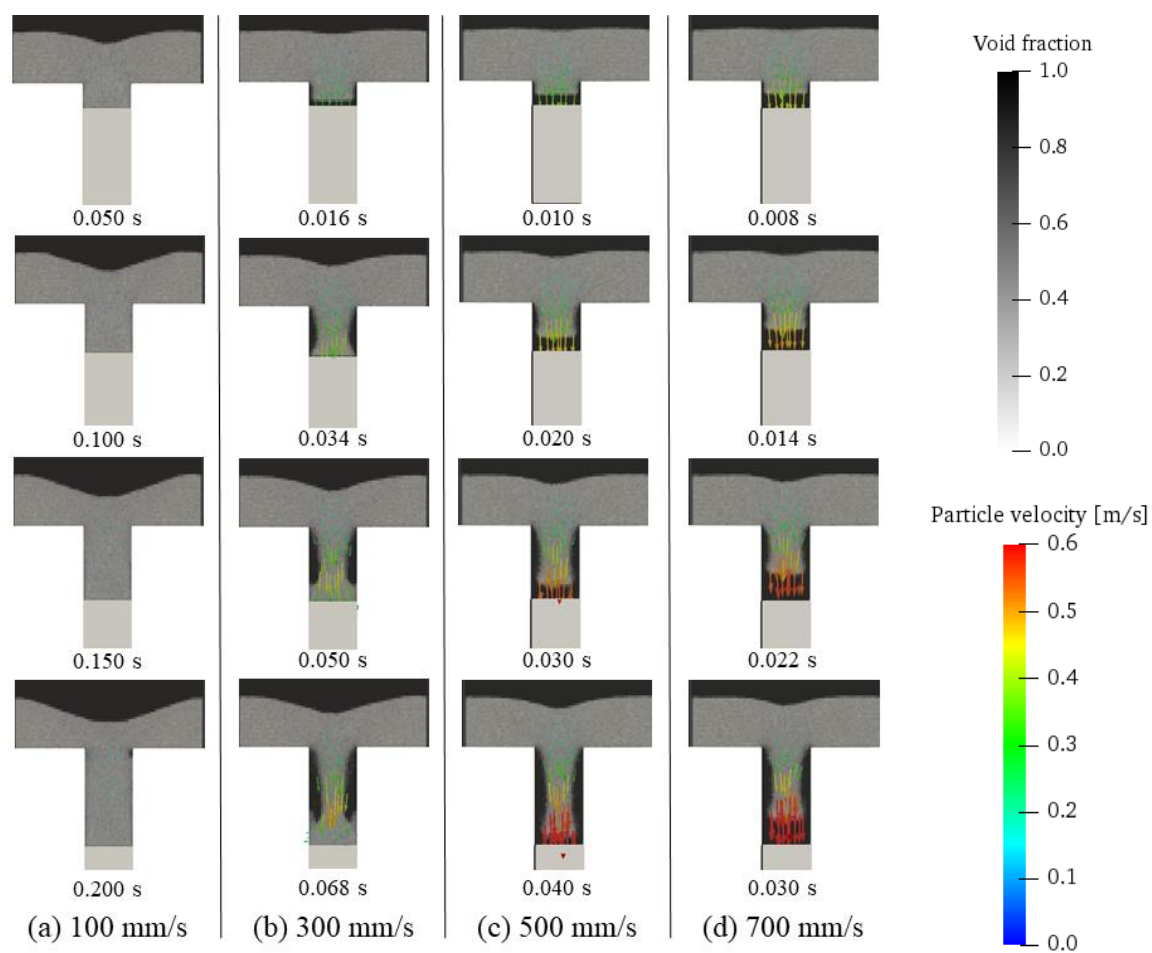 0.050 s
0.016 s
0.010 s
0.008 s
0.100 s
0.034 s
0.020 s
0.014 s
0.150 s
0.050 s
0.030 s
0.022 s
0.200 s
0.068 s
0.040 s
0.030 s
(a) 100 mm/s
(b) 300 mm/s
(c) 500 mm/s
(d) 700 mm/s
Void fraction
1.0
0.8
0.6
0.4
0.2
0.0
Particle velocity [m/s]
0.6
0.5
0.4
0.3
0.2
0.1
0.0